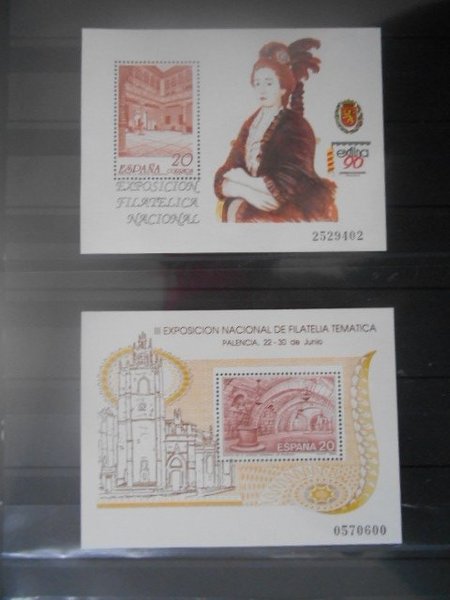 20
ESPAÑA CORREOS
EXPOSICION
FILATELICA
NACIONAL
exfilna
90
2529402
III EXPOSICION NACIONAL DE FILATELIA TEMATICA
PALENCIA, 22-30 de Junio
ESPAÑA 20
0570600